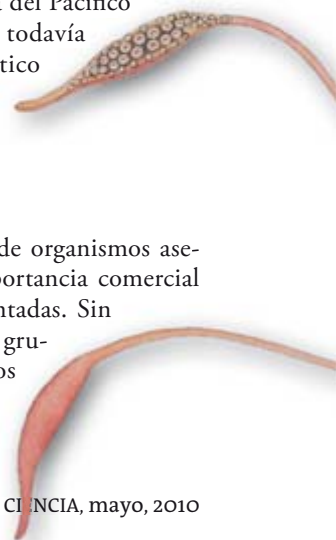 del Pacífico
todavía
tico
de organismos ase-
portancia comercial
ntadas. Sin
gru-
os
CIENCIA, mayo, 2010